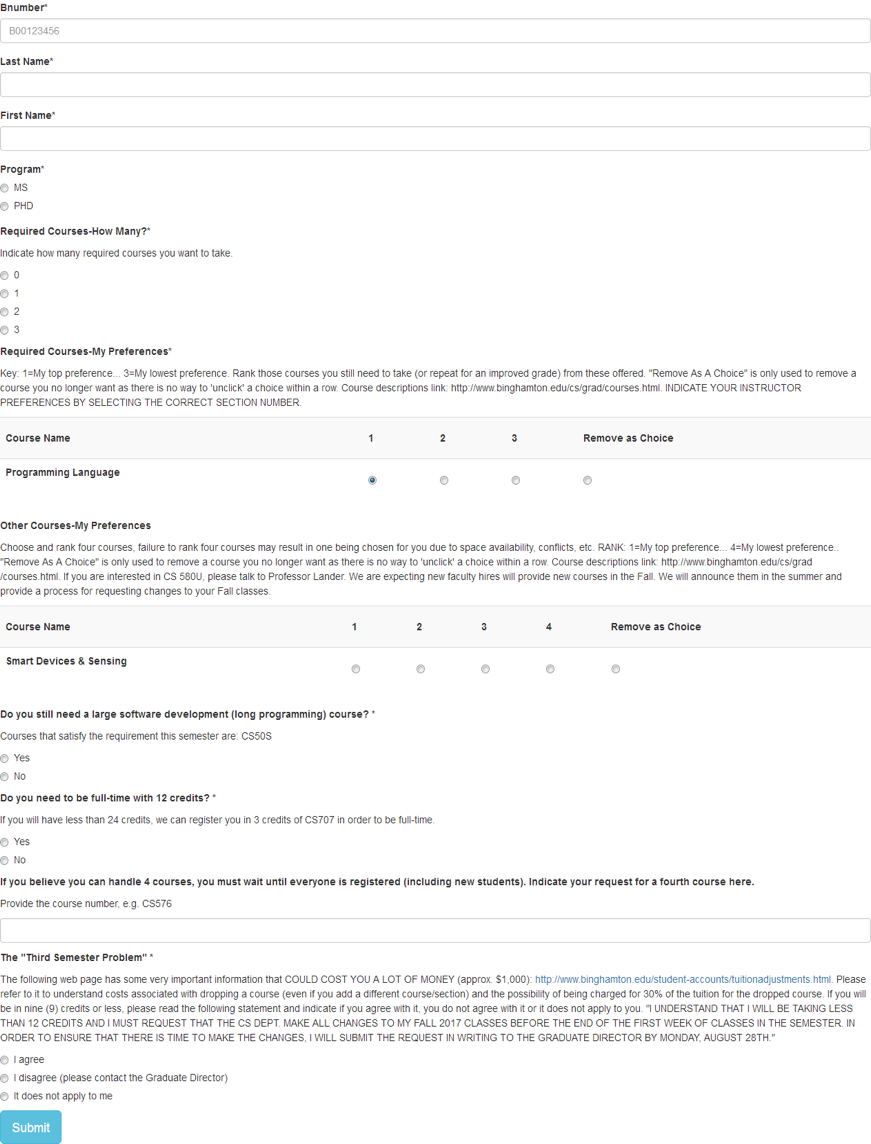 Bnumber*
B00123456
Last Name*
First Name*
Program*
MS
PHD
Required Courses-How Many?*
Indicate how many required courses you want to take.
0
1
2
3
Required Courses-My Preferences*
Key: 1=My top preference... 3=My lowest preference. Rank those courses you still need to take (or repeat for an improved grade) from these offered. "Remove As A Choice" is only used to remove a
course you no longer want as there is no way to 'unclick' a choice within a row. Course descriptions link: http://www.binghamton.edu/cs/grad/courses.html. INDICATE YOUR INSTRUCTOR
PREFERENCES BY SELECTING THE CORRECT SECTION NUMBER.
Course Name 1 2 3 Remove as Choice
Programming Language
Other Courses-My Preferences
Choose and rank four courses, failure to rank four courses may result in one being chosen for you due to space availability, conflicts, etc. RANK: 1=My top preference... 4=My lowest preference..
"Remove As A Choice" is only used to remove a course you no longer want as there is no way to 'unclick' a choice within a row. Course descriptions link: http://www.binghamton.edu/cs/grad
/courses.html. If you are interested in CS 580U, please talk to Professor Lander. We are expecting new faculty hires will provide new courses in the Fall. We will announce them in the summer and
provide a process for requesting changes to your Fall classes.
Course Name 1 2 3 4 Remove as Choice
Smart Devices & Sensing
Do you still need a large software development (long programming) course? *
Courses that satisfy the requirement this semester are: CS50S
Yes
No
Do you need to be full-time with 12 credits? *
If you will have less than 24 credits, we can register you in 3 credits of CS707 in order to be full-time.
Yes
No
If you believe you can handle 4 courses, you must wait until everyone is registered (including new students). Indicate your request for a fourth course here.
Provide the course number, e.g. CS576
The "Third Semester Problem" *
The following web page has some very important information that COULD COST YOU A LOT OF MONEY (approx. $1,000): http://www.binghamton.edu/student-accounts/tuitionadjustments.html. Please
refer to it to understand costs associated with dropping a course (even if you add a different course/section) and the possibility of being charged for 30% of the tuition for the dropped course. If you will
be in nine (9) credits or less, please read the following statement and indicate if you agree with it, you do not agree with it or it does not apply to you. "I UNDERSTAND THAT I WILL BE TAKING LESS
THAN 12 CREDITS AND I MUST REQUEST THAT THE CS DEPT. MAKE ALL CHANGES TO MY FALL 2017 CLASSES BEFORE THE END OF THE FIRST WEEK OF CLASSES IN THE SEMESTER. IN
ORDER TO ENSURE THAT THERE IS TIME TO MAKE THE CHANGES, I WILL SUBMIT THE REQUEST IN WRITING TO THE GRADUATE DIRECTOR BY MONDAY, AUGUST 28TH."
I agree
I disagree (please contact the Graduate Director)
It does not apply to me
Submit